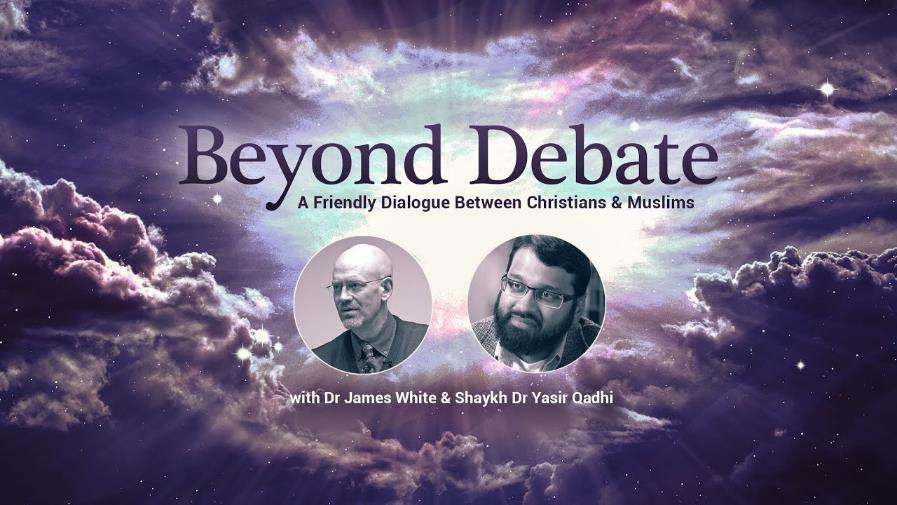 Beyond Debate
A Friendly Dialogue Between Christians & Muslims
with Dr James White & Shaykh Dr Yasir Qadhi